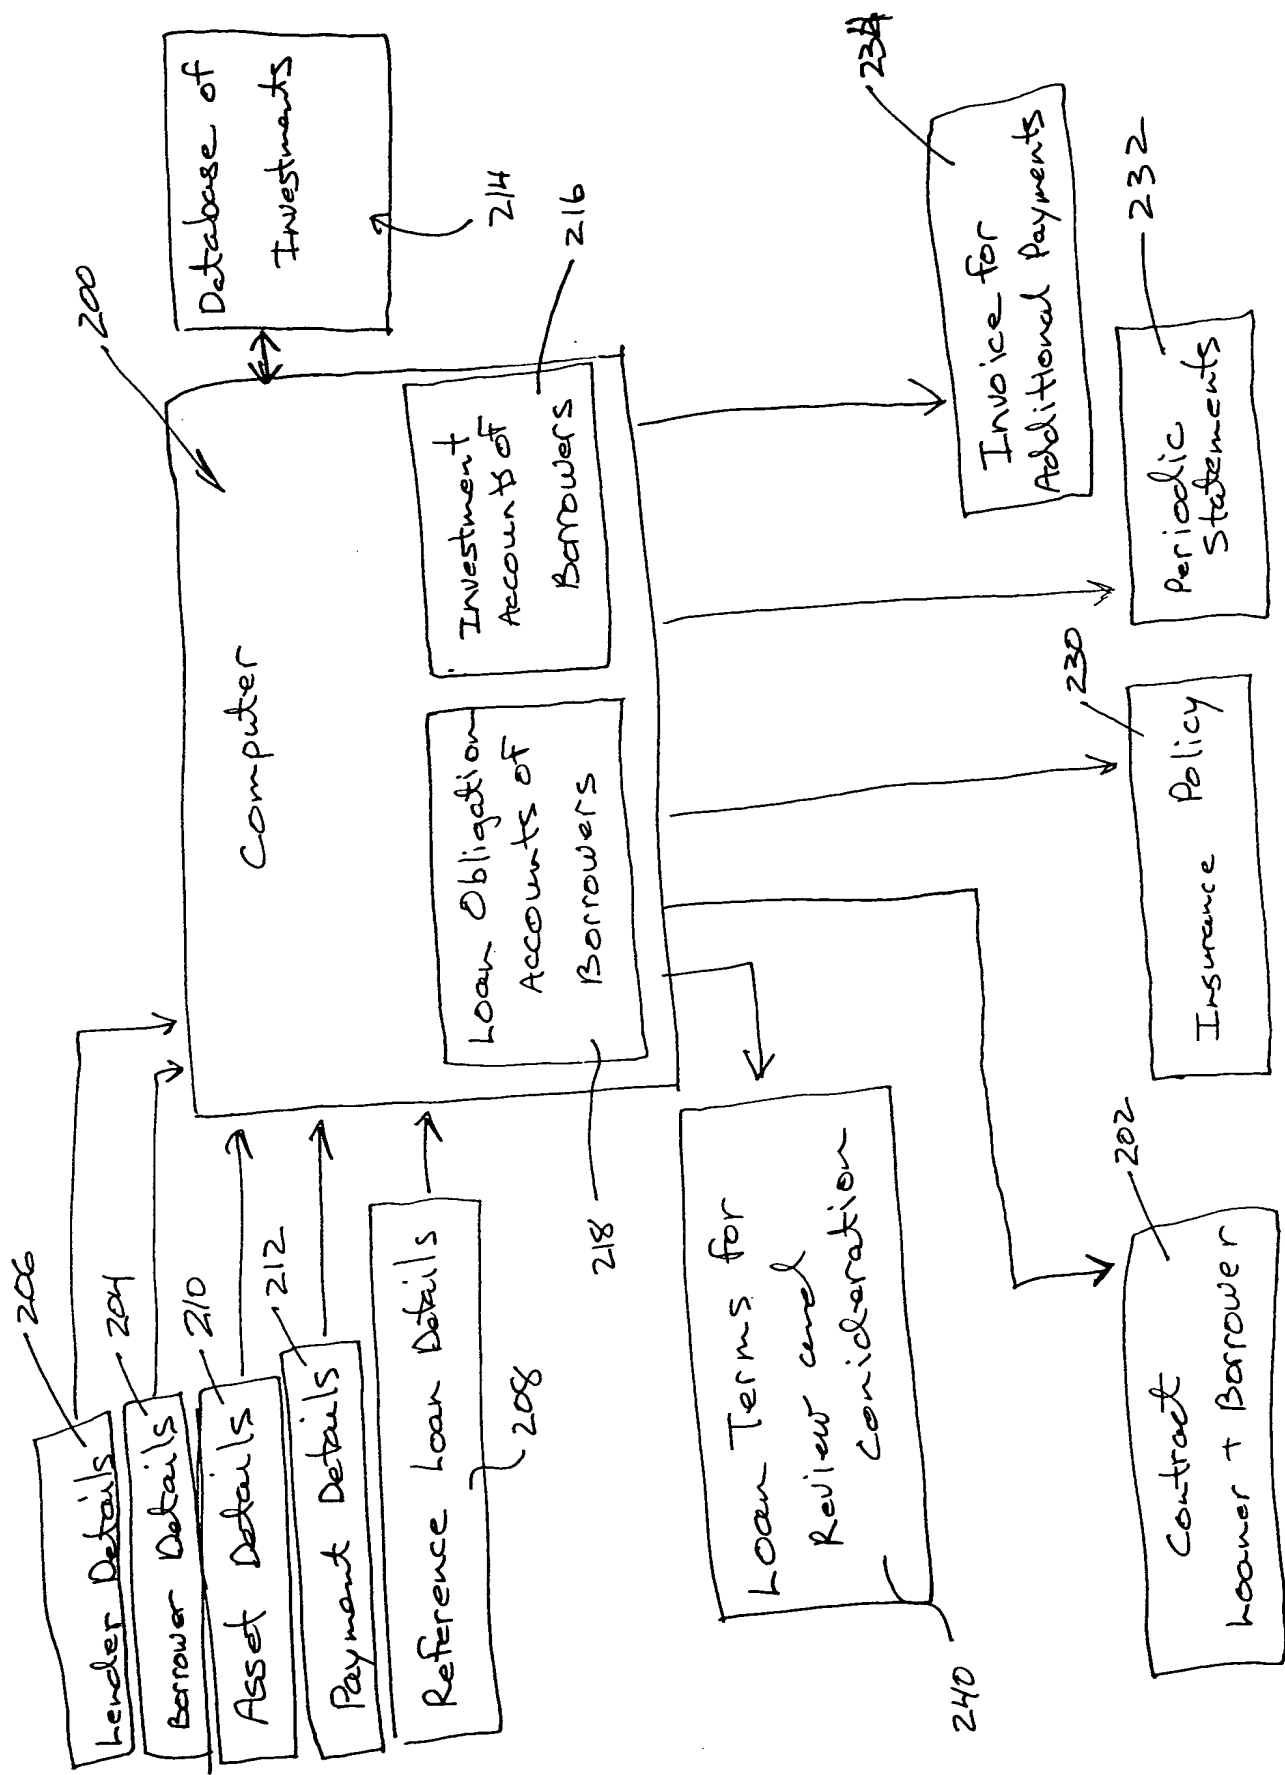 206
Lender Details
204
Borrower Details
210
Asset Details
212
Payment Details
Reference Loan Details
208
200
Computer
Database of
Investments
214
Loan Obligation
Accounts of
Borrowers
218
Investment
Accounts of
Borrowers
216
Loan Terms for
Review and
Conideration
240
Contract
Loaner + Borrower
202
Insurance Policy
230
Periodic
Statements
232
Invoice for
Additional Payments
234